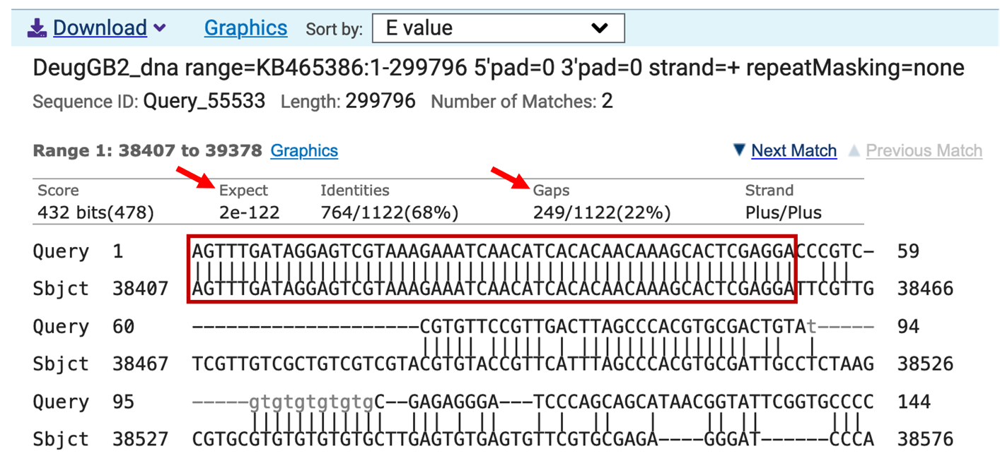 Download Graphics Sort by: E value
DeugGB2_dna range=KB465386:1-299796 5'pad=0 3'pad=0 strand=+ repeatMasking=none
Sequence ID: Query_55533 Length: 299796 Number of Matches: 2
Range 1: 38407 to 39378 Graphics Next Match Previous Match
Score Expect Identities Gaps Strand
432 bits(478) 2e-122 764/1122(68%) 249/1122(22%) Plus/Plus
Query 1 AGTTTGATAGGAGTCGTAAAGAAATCAACATCACACAACAAAGCACTCGAGGACCCGTC- 59
Sbjct 38407 AGTTTGATAGGAGTCGTAAAGAAATCAACATCACACAACAAAGCACTCGAGGATTCGTTG 38466
Query 60 --------------------CGTGTTCCGTTGACTTAGCCCACGTGCGACTGTAt----- 94
Sbjct 38467 TCGTTGTCGCTGTCGTCGTACGTGTACCGTTCATTTAGCCCACGTGCGATTGCCTCTAAG 38526
Query 95 -----gtgtgtgtgtgC--GAGAGGGA---TCCCAGCAGCATAACGGTATTCGGTGCCCC 144
Sbjct 38527 CGTGCGTGTGTGTGTGCTTGAGTGTGAGTGTTCGTGCGAGA----GGGAT------CCCA 38576